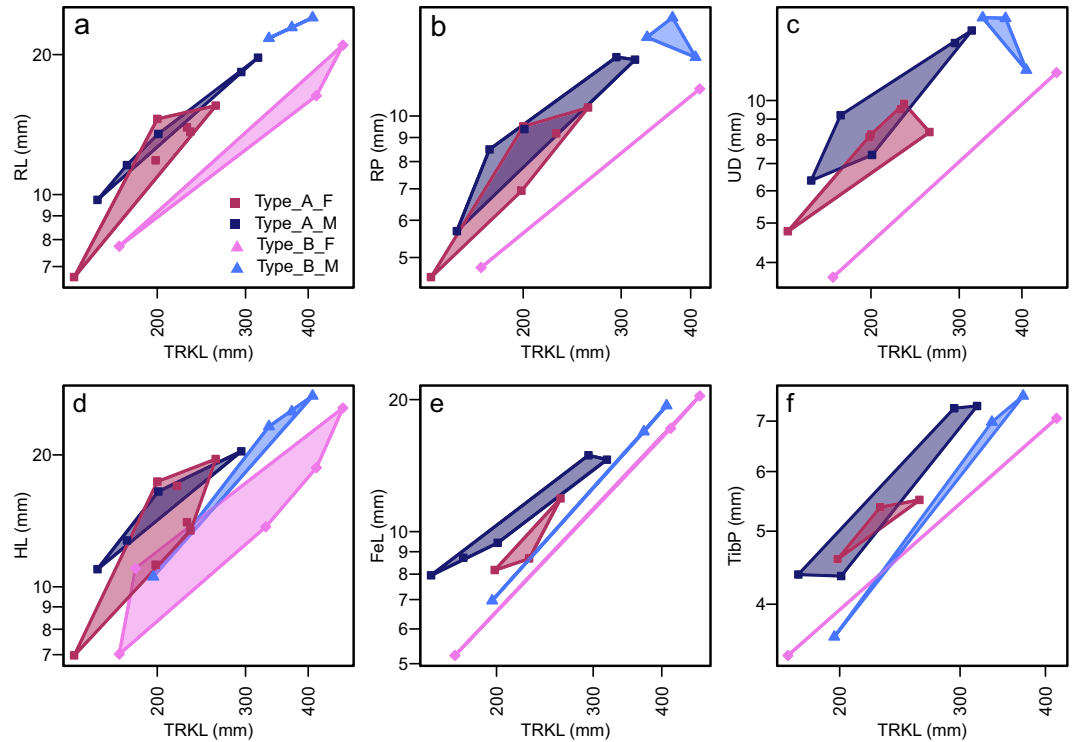 a
20
10
9
8
7
RL (mm)
Type_A_F
Type_A_M
Type_B_F
Type_B_M
200
300
400
TRKL (mm)
b
10
9
8
7
6
5
RP (mm)
200
300
400
TRKL (mm)
c
10
9
8
7
6
5
4
UD (mm)
200
300
400
TRKL (mm)
d
20
10
9
8
7
HL (mm)
200
300
400
TRKL (mm)
e
20
10
9
8
7
6
5
FeL (mm)
200
300
400
TRKL (mm)
f
7
6
5
4
TibP (mm)
200
300
400
TRKL (mm)